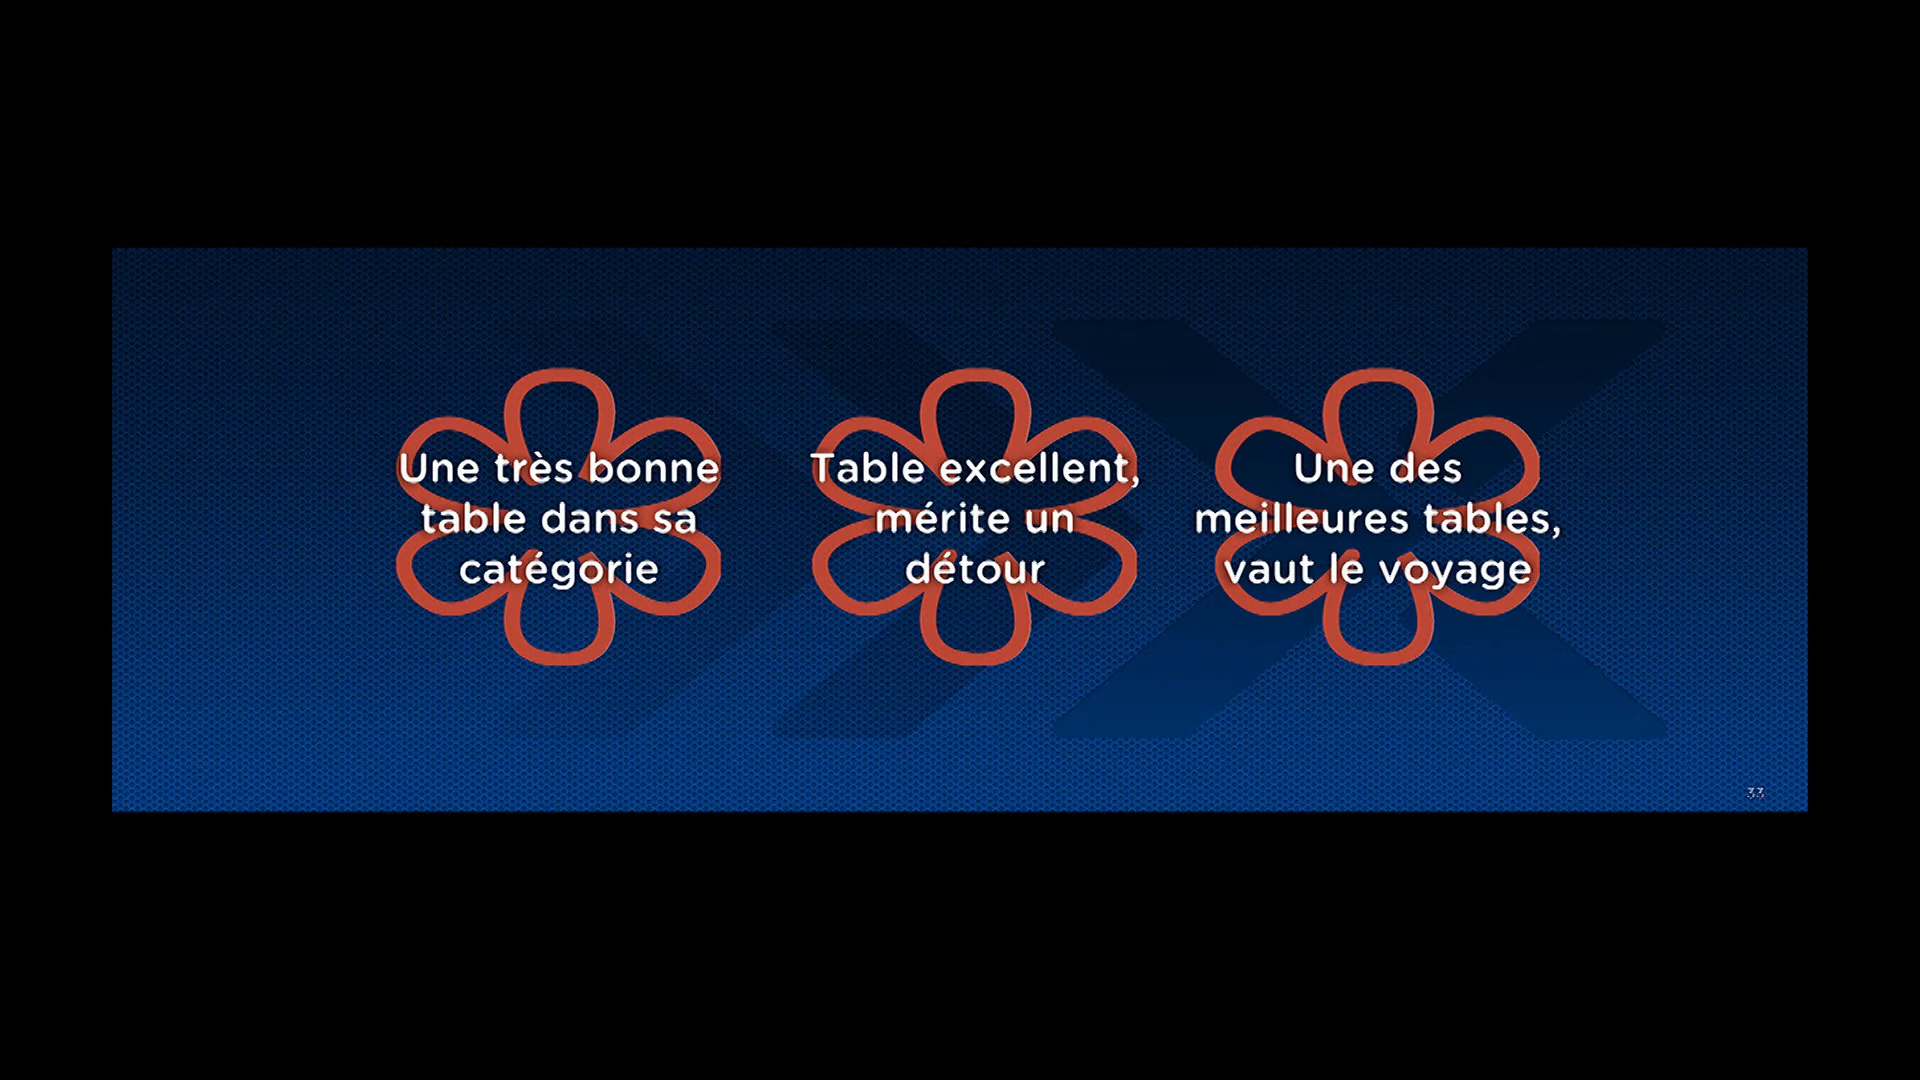 Une très bonne
table dans sa
catégorie
Table excellent,
mérite un
détour
Une des
meilleures tables,
vaut le voyage
33